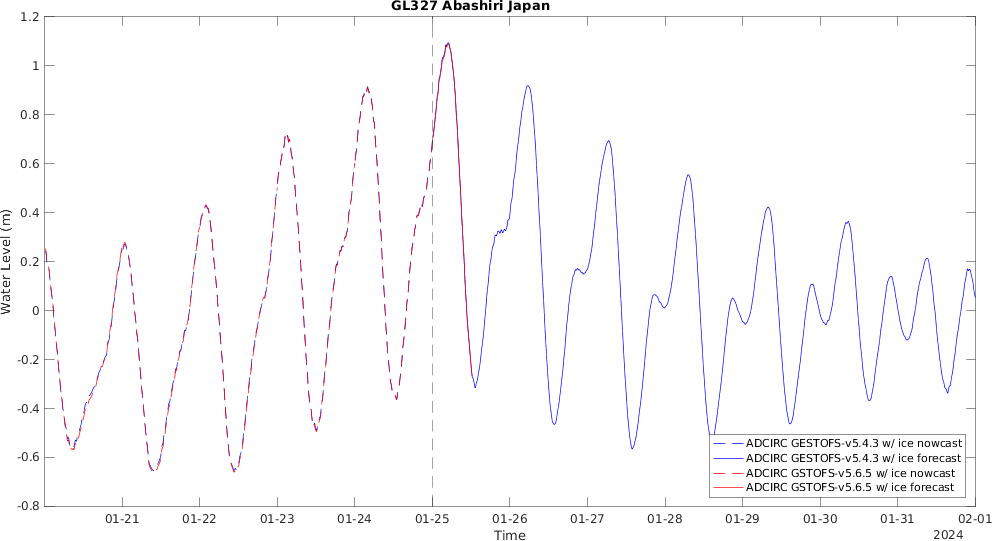 GL327 Abashiri Japan
1.2
1
0.8
0.6
0.4
0.2
0
-0.2
-0.4
-0.6
-0.8
Water Level (m)
ADCIRC GESTOFS-v5.4.3 w/ ice nowcast
ADCIRC GESTOFS-v5.4.3 w/ ice forecast
ADCIRC GSTOFS-v5.6.5 w/ ice nowcast
ADCIRC GSTOFS-v5.6.5 w/ ice forecast
01-21 01-22 01-23 01-24 01-25 01-26 01-27 01-28 01-29 01-30 01-31 02-01
Time
2024